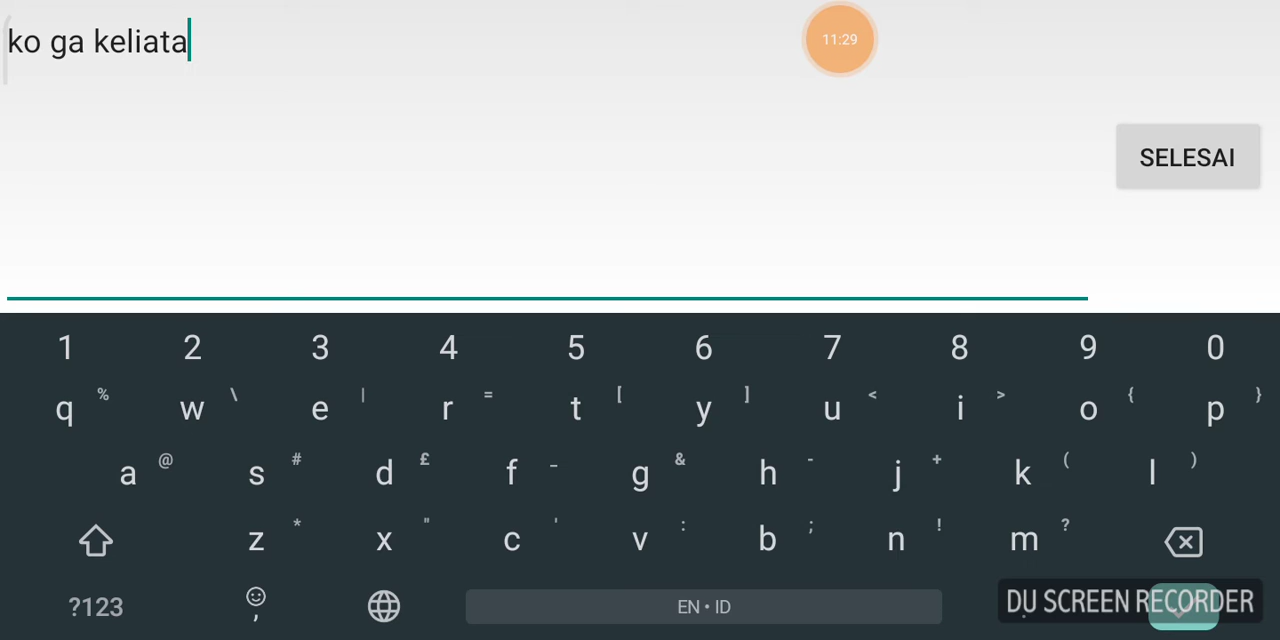 ko ga keliata
11:29
SELESAI
1 2 3 4 5 6 7 8 9 0
q % w \ e | r = t [ y ] u < i > o { p }
a @ s # d £ f _ g & h - j + k ( l )
z * x " c ' v : b ; n ! m ?
?123 , EN • ID
DU SCREEN RECORDER